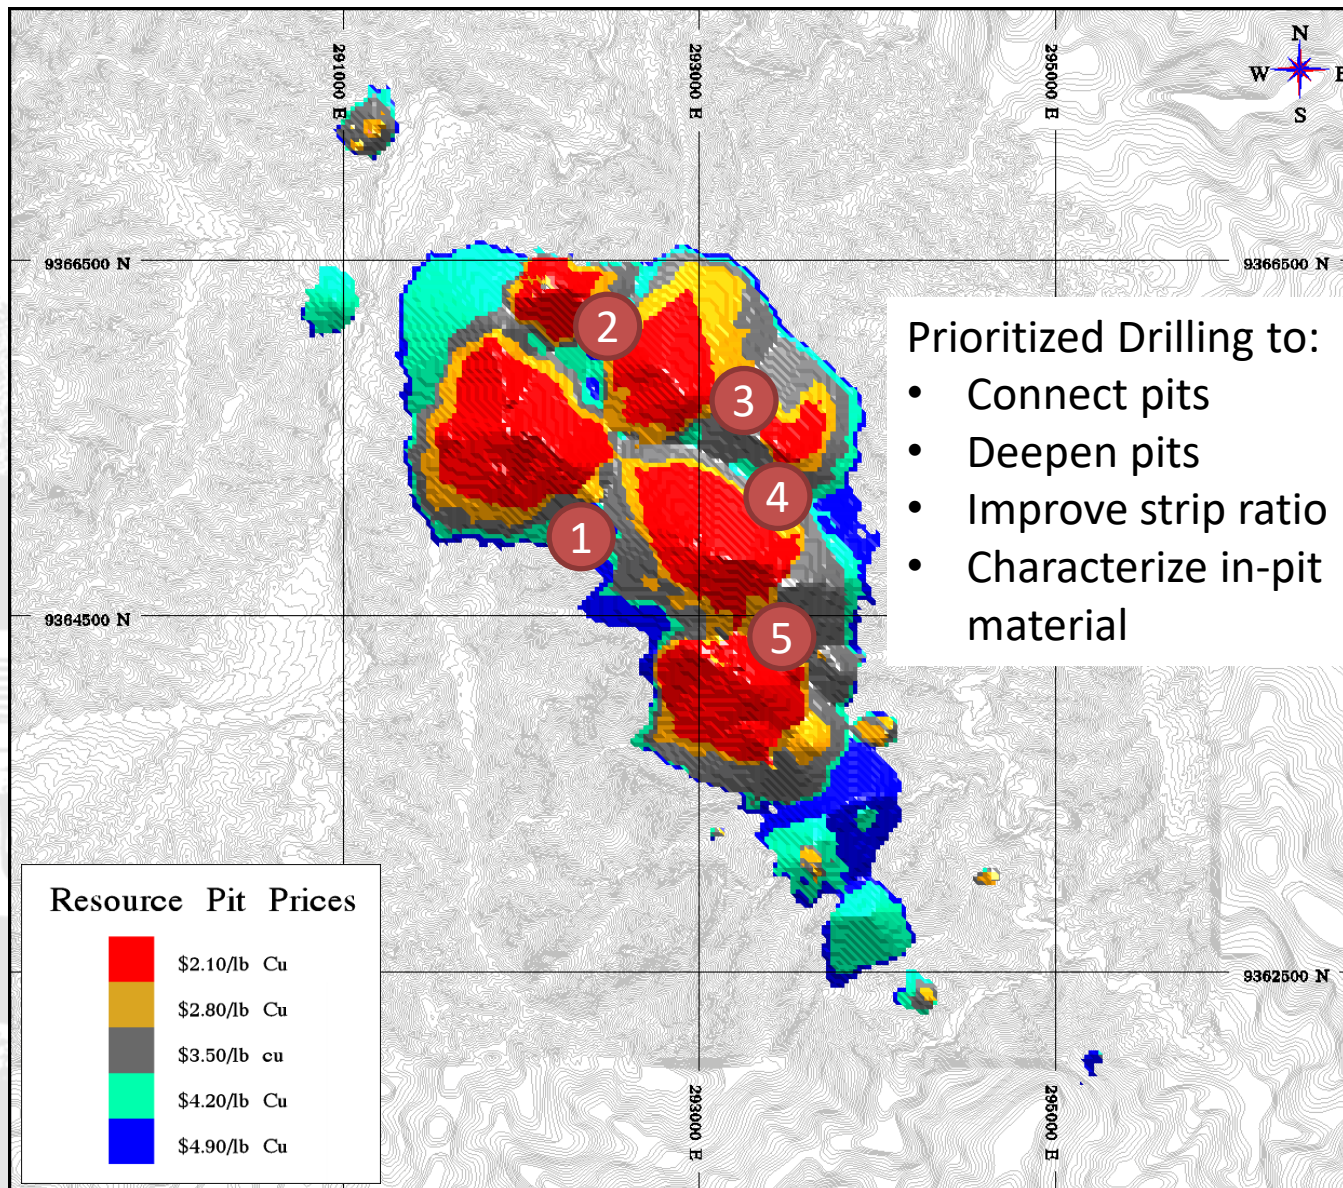 291000 E
293000 E
295000 E
N
W E
S
9366500 N
9366500 N
Prioritized Drilling to:
• Connect pits
• Deepen pits
• Improve strip ratio
• Characterize in-pit
material
2
3
4
1
5
9364500 N
Resource Pit Prices
$2.10/lb Cu
$2.80/lb Cu
$3.50/lb cu
$4.20/lb Cu
$4.90/lb Cu
9362500 N
293000 E
295000 E